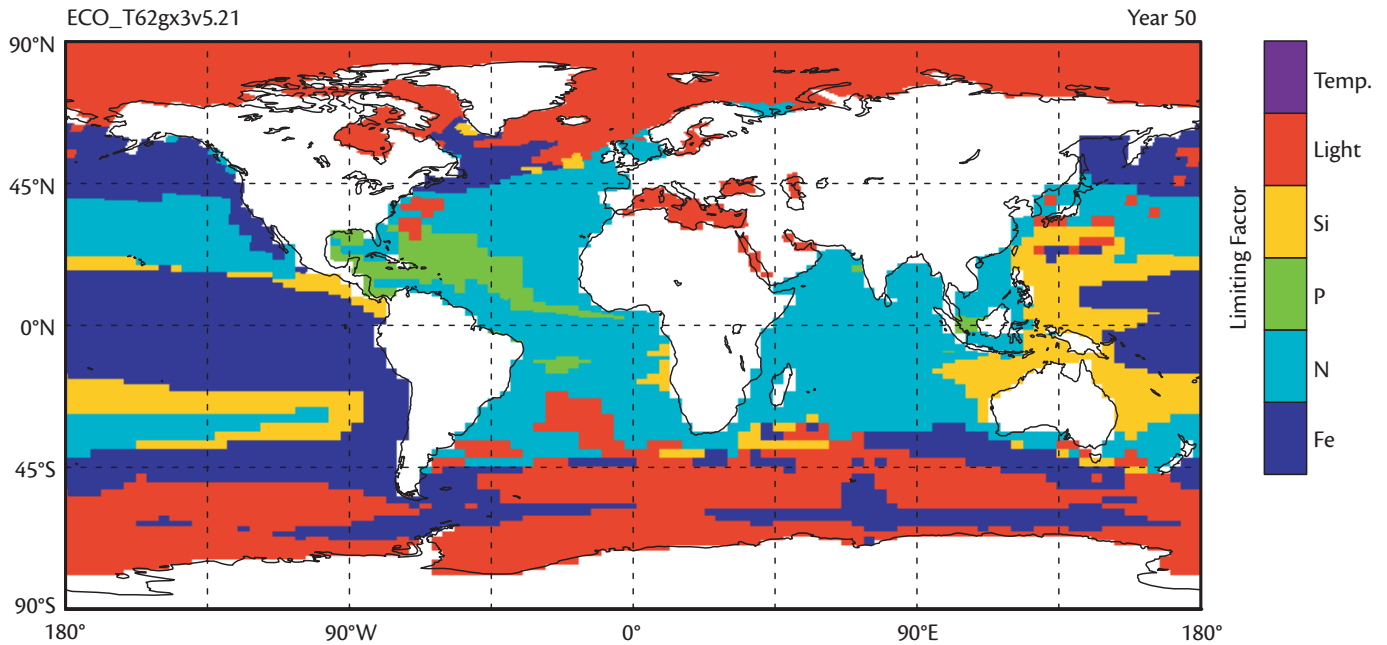 ECO_T62gx3v5.21
Year 50
90°N
45°N
0°N
45°S
90°S
180°
90°W
0°
90°E
180°
Limiting Factor
Temp.
Light
Si
P
N
Fe